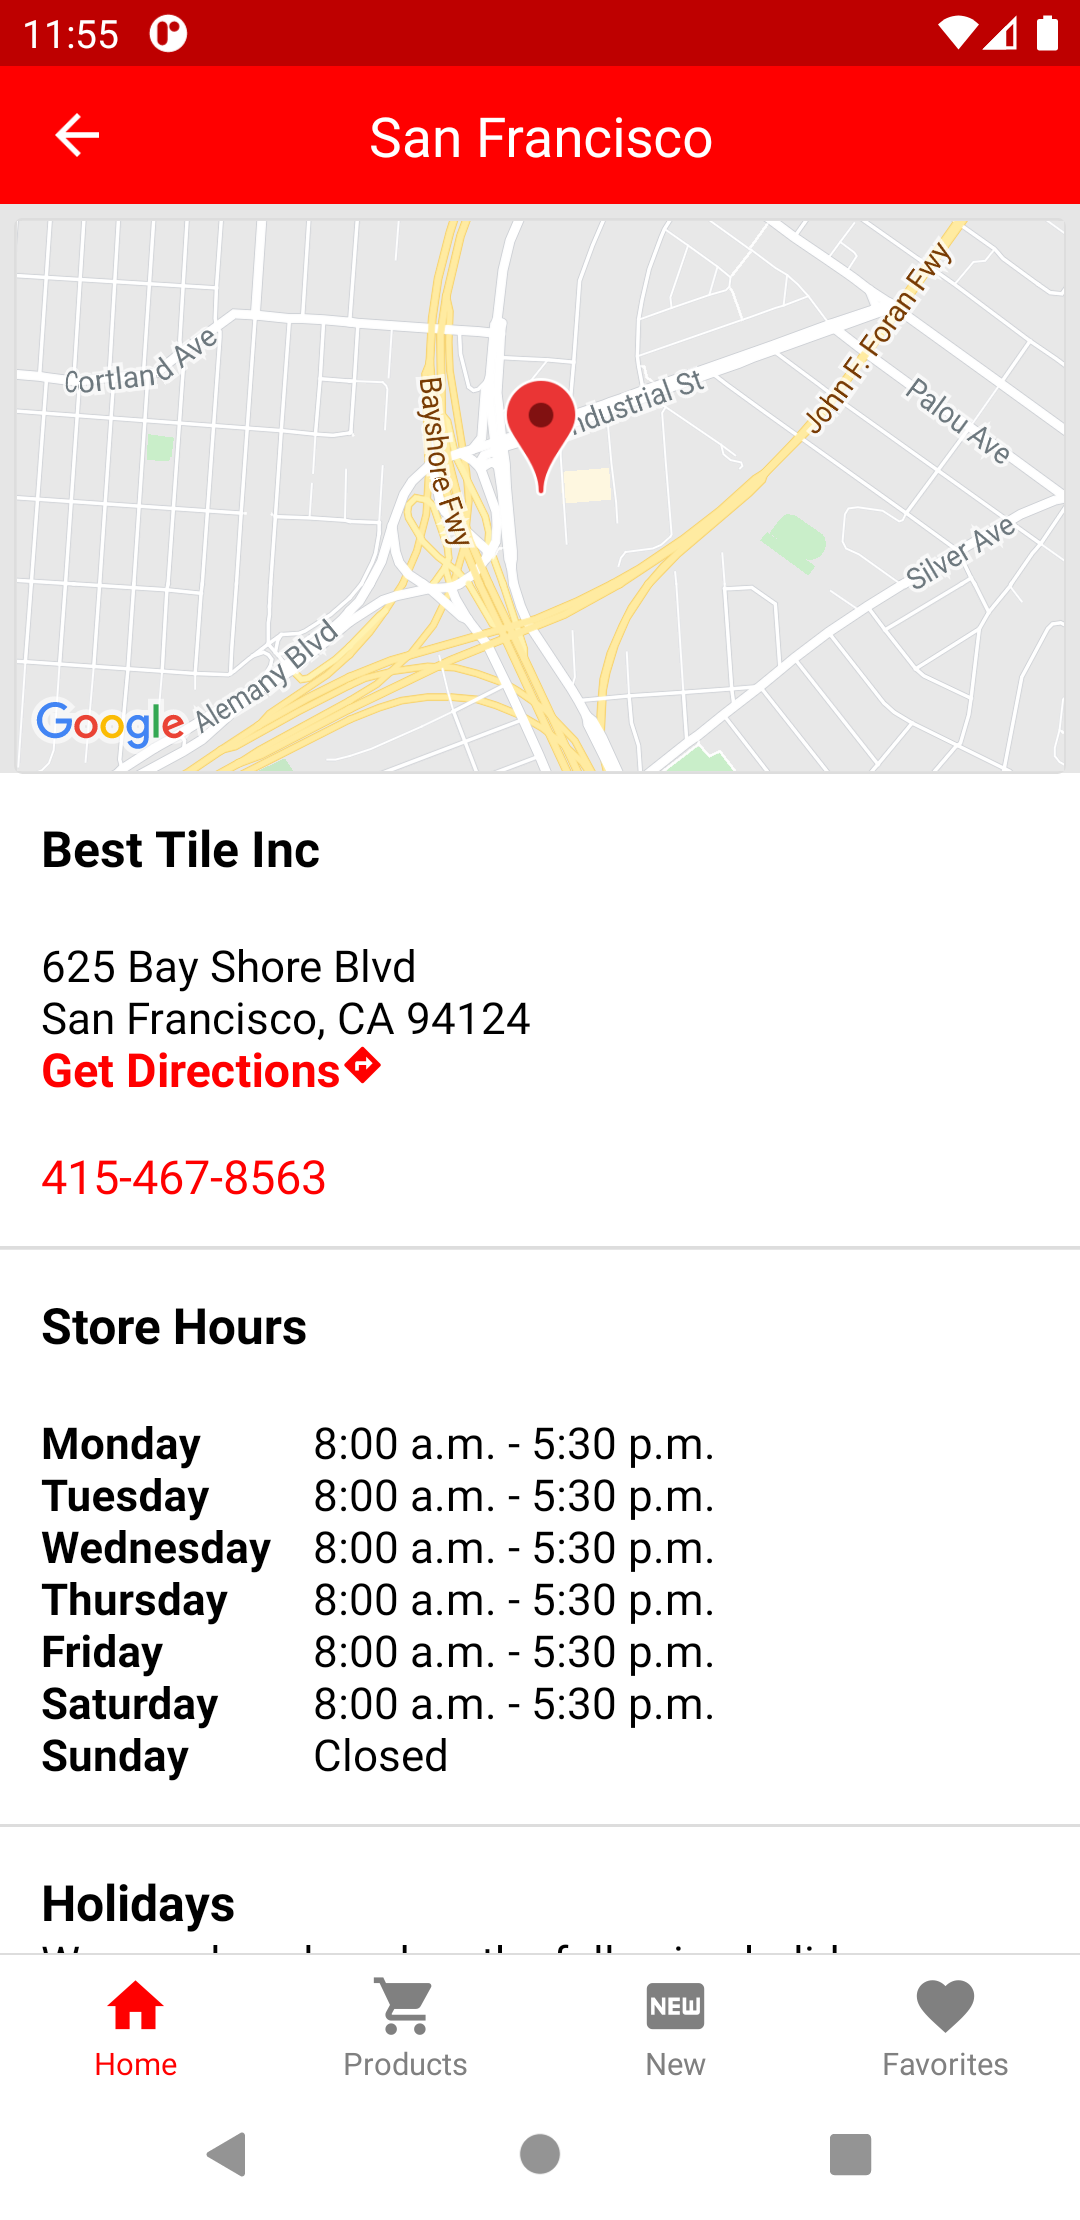 11:55
San Francisco
Cortland Ave
Bayshore Fwy
ndustrial St
John F. Foran Fwy
Palou Ave
Silver Ave
Alemany Blvd
Google
Best Tile Inc
625 Bay Shore Blvd
San Francisco, CA 94124
Get Directions
415-467-8563
Store Hours
Monday 8:00 a.m. - 5:30 p.m.
Tuesday 8:00 a.m. - 5:30 p.m.
Wednesday 8:00 a.m. - 5:30 p.m.
Thursday 8:00 a.m. - 5:30 p.m.
Friday 8:00 a.m. - 5:30 p.m.
Saturday 8:00 a.m. - 5:30 p.m.
Sunday Closed
Holidays
NEW
Home Products New Favorites